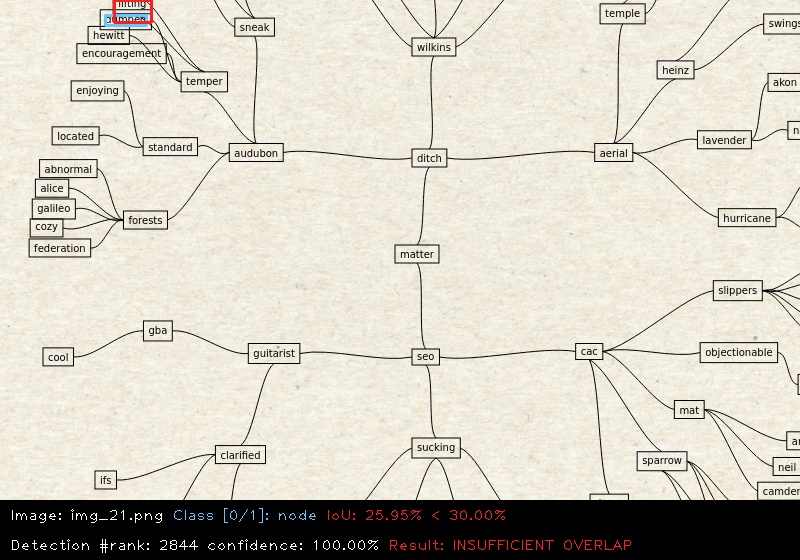 lifting
temple
sneak
swings
hewitt
wilkins
encouragement
heinz
temper
akon
enjoying
located
lavender
standard
audubon
ditch
aerial
abnormal
alice
galileo
forests
hurricane
cozy
federation
matter
slippers
gba
cool
guitarist
seo
cac
objectionable
mat
sucking
clarified
sparrow
neil
ifs
camden
Image: img_21.png Class [0/1]: node IoU: 25.95% < 30.00%
Detection #rank: 2844 confidence: 100.00% Result: INSUFFICIENT OVERLAP